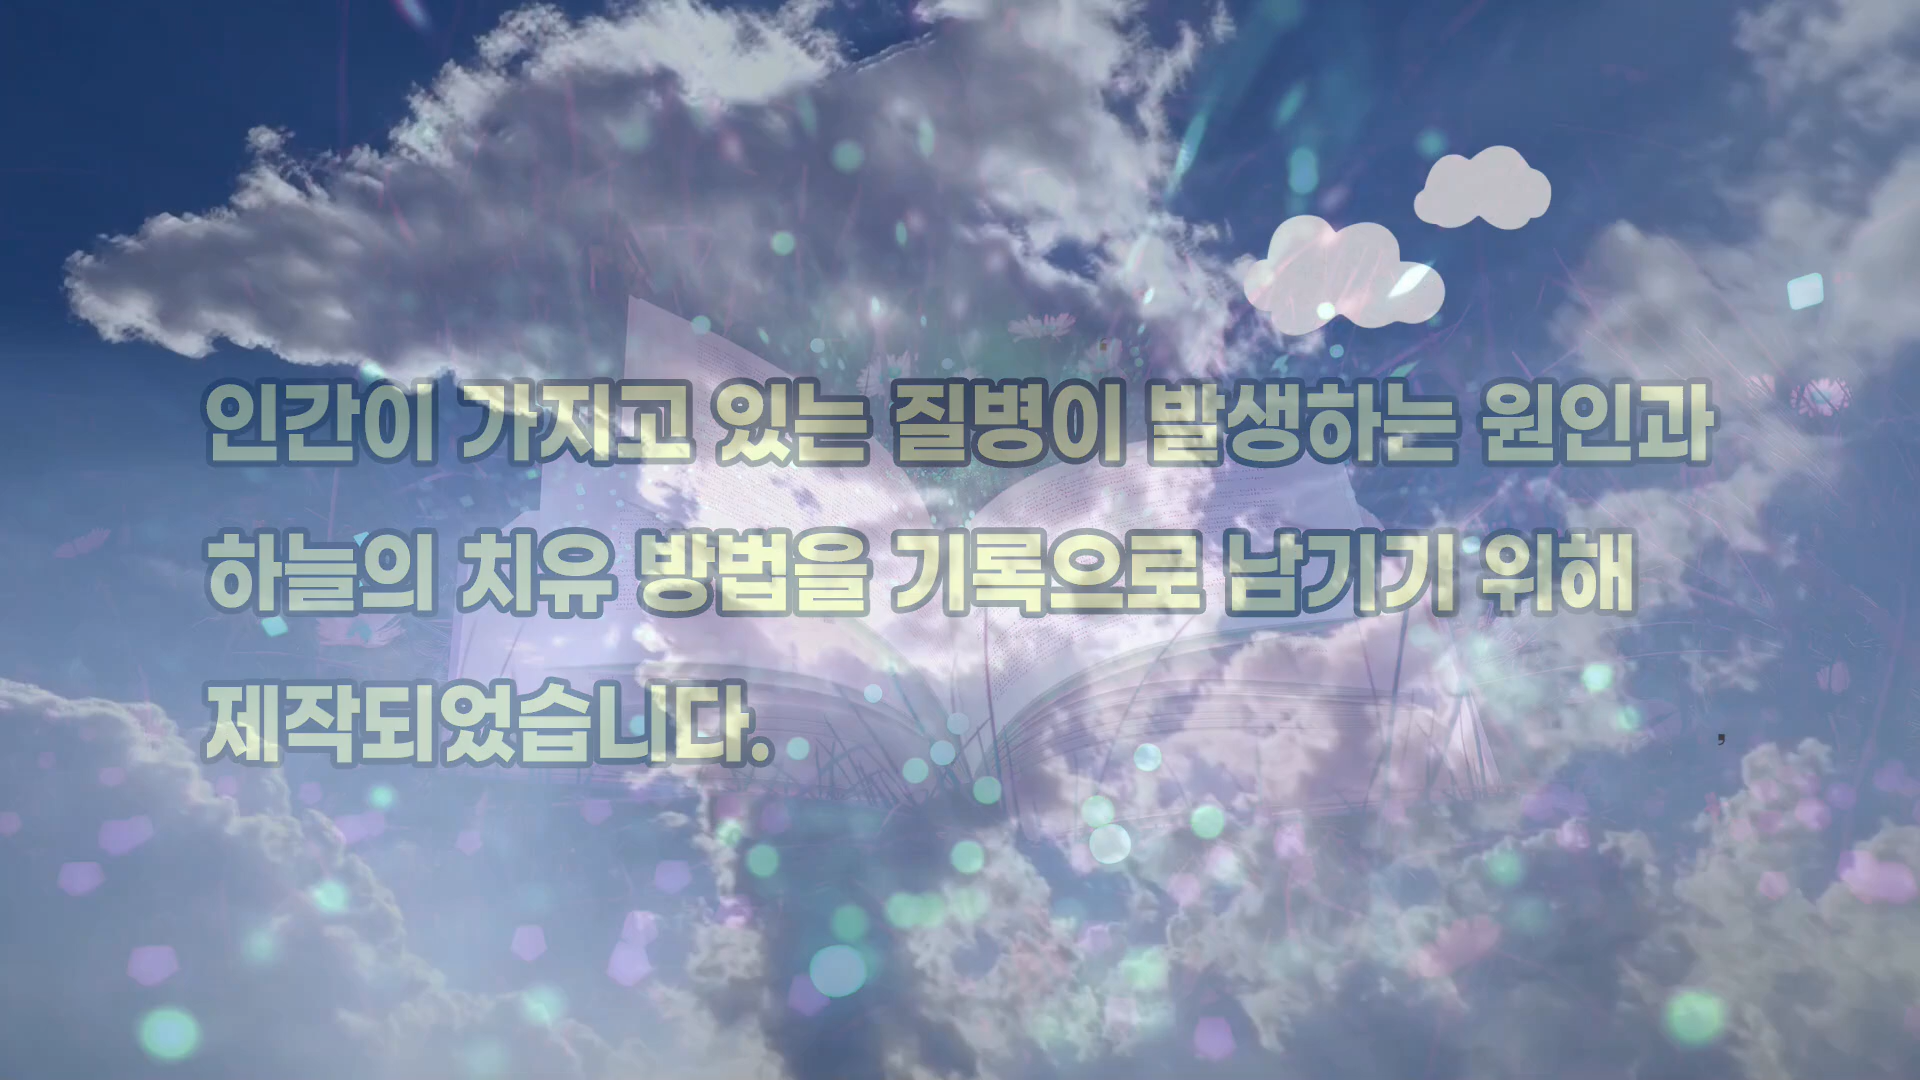 인간이 가지고 있는 질병이 발생하는 원인과
하늘의 치유 방법을 기록으로 남기기 위해
제작되었습니다.